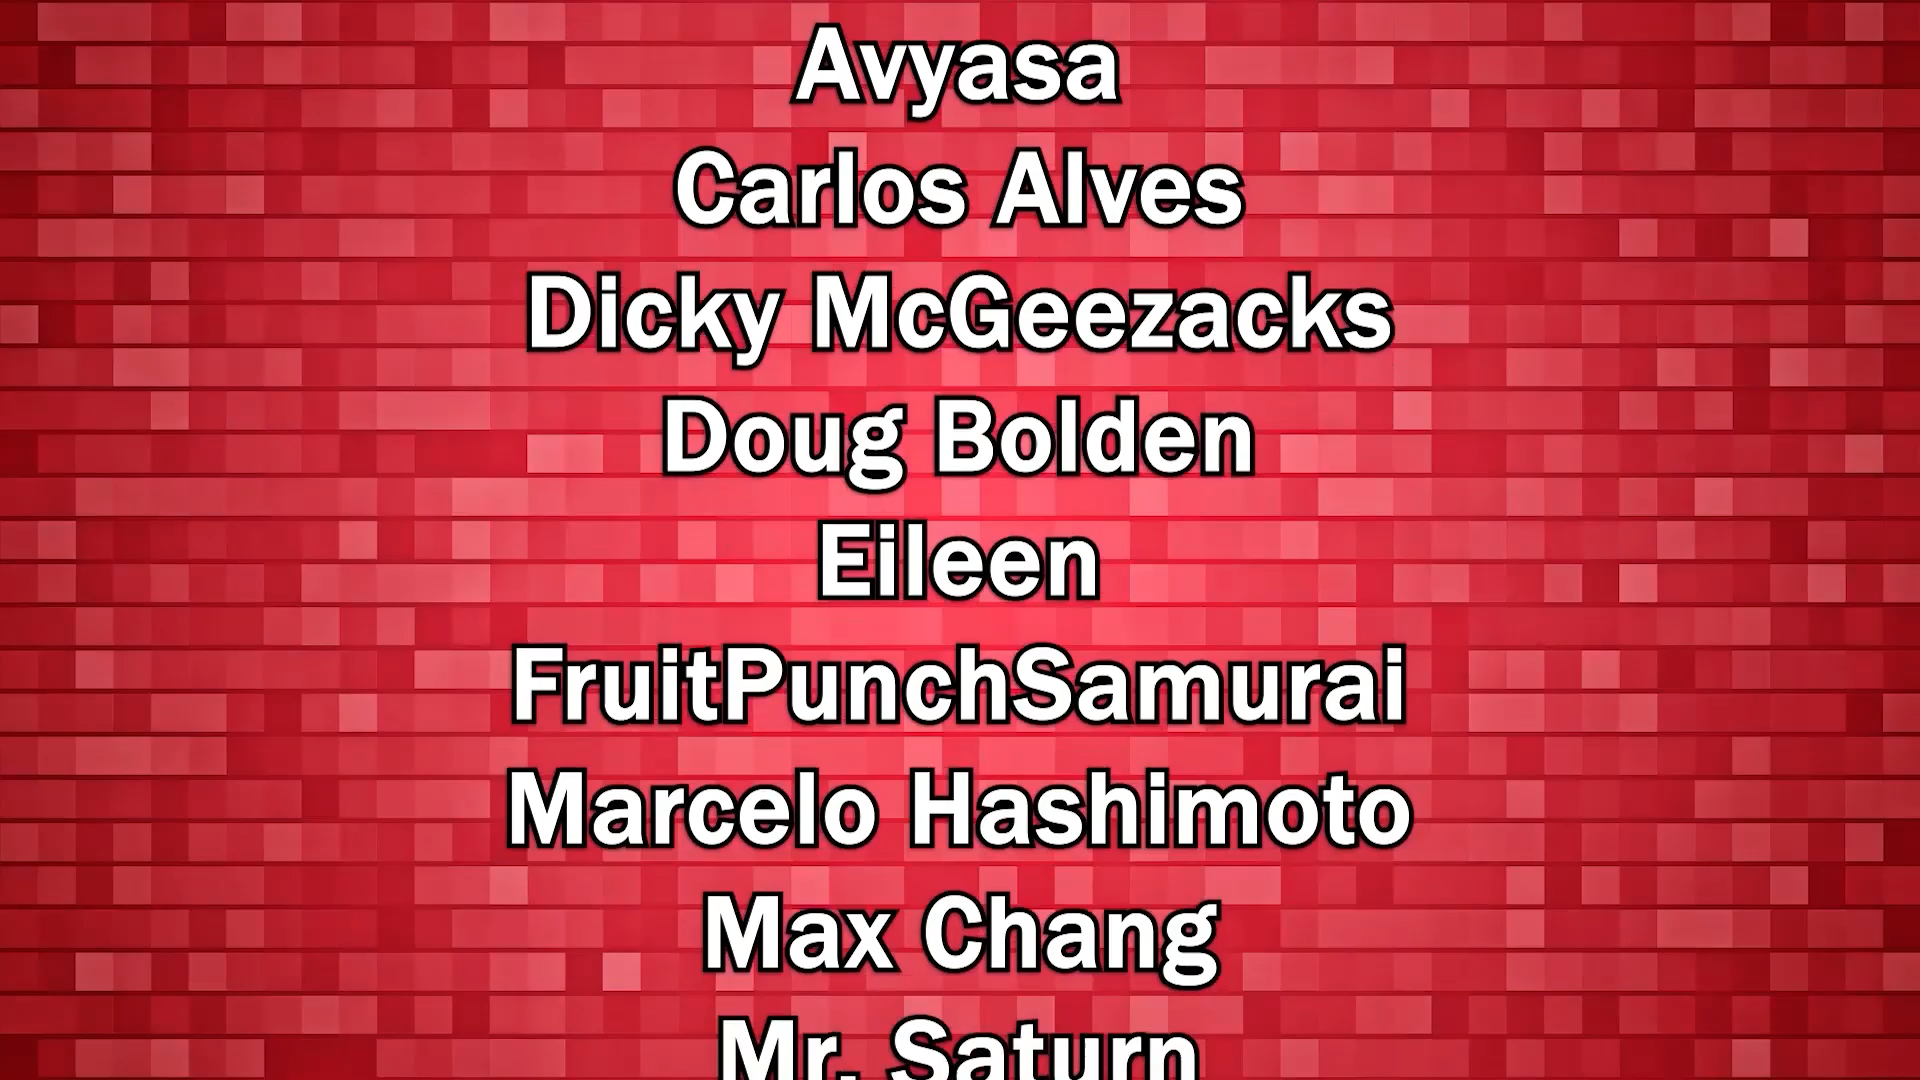 Avyasa
Carlos Alves
Dicky McGeezacks
Doug Bolden
Eileen
FruitPunchSamurai
Marcelo Hashimoto
Max Chang
Mr. Saturn